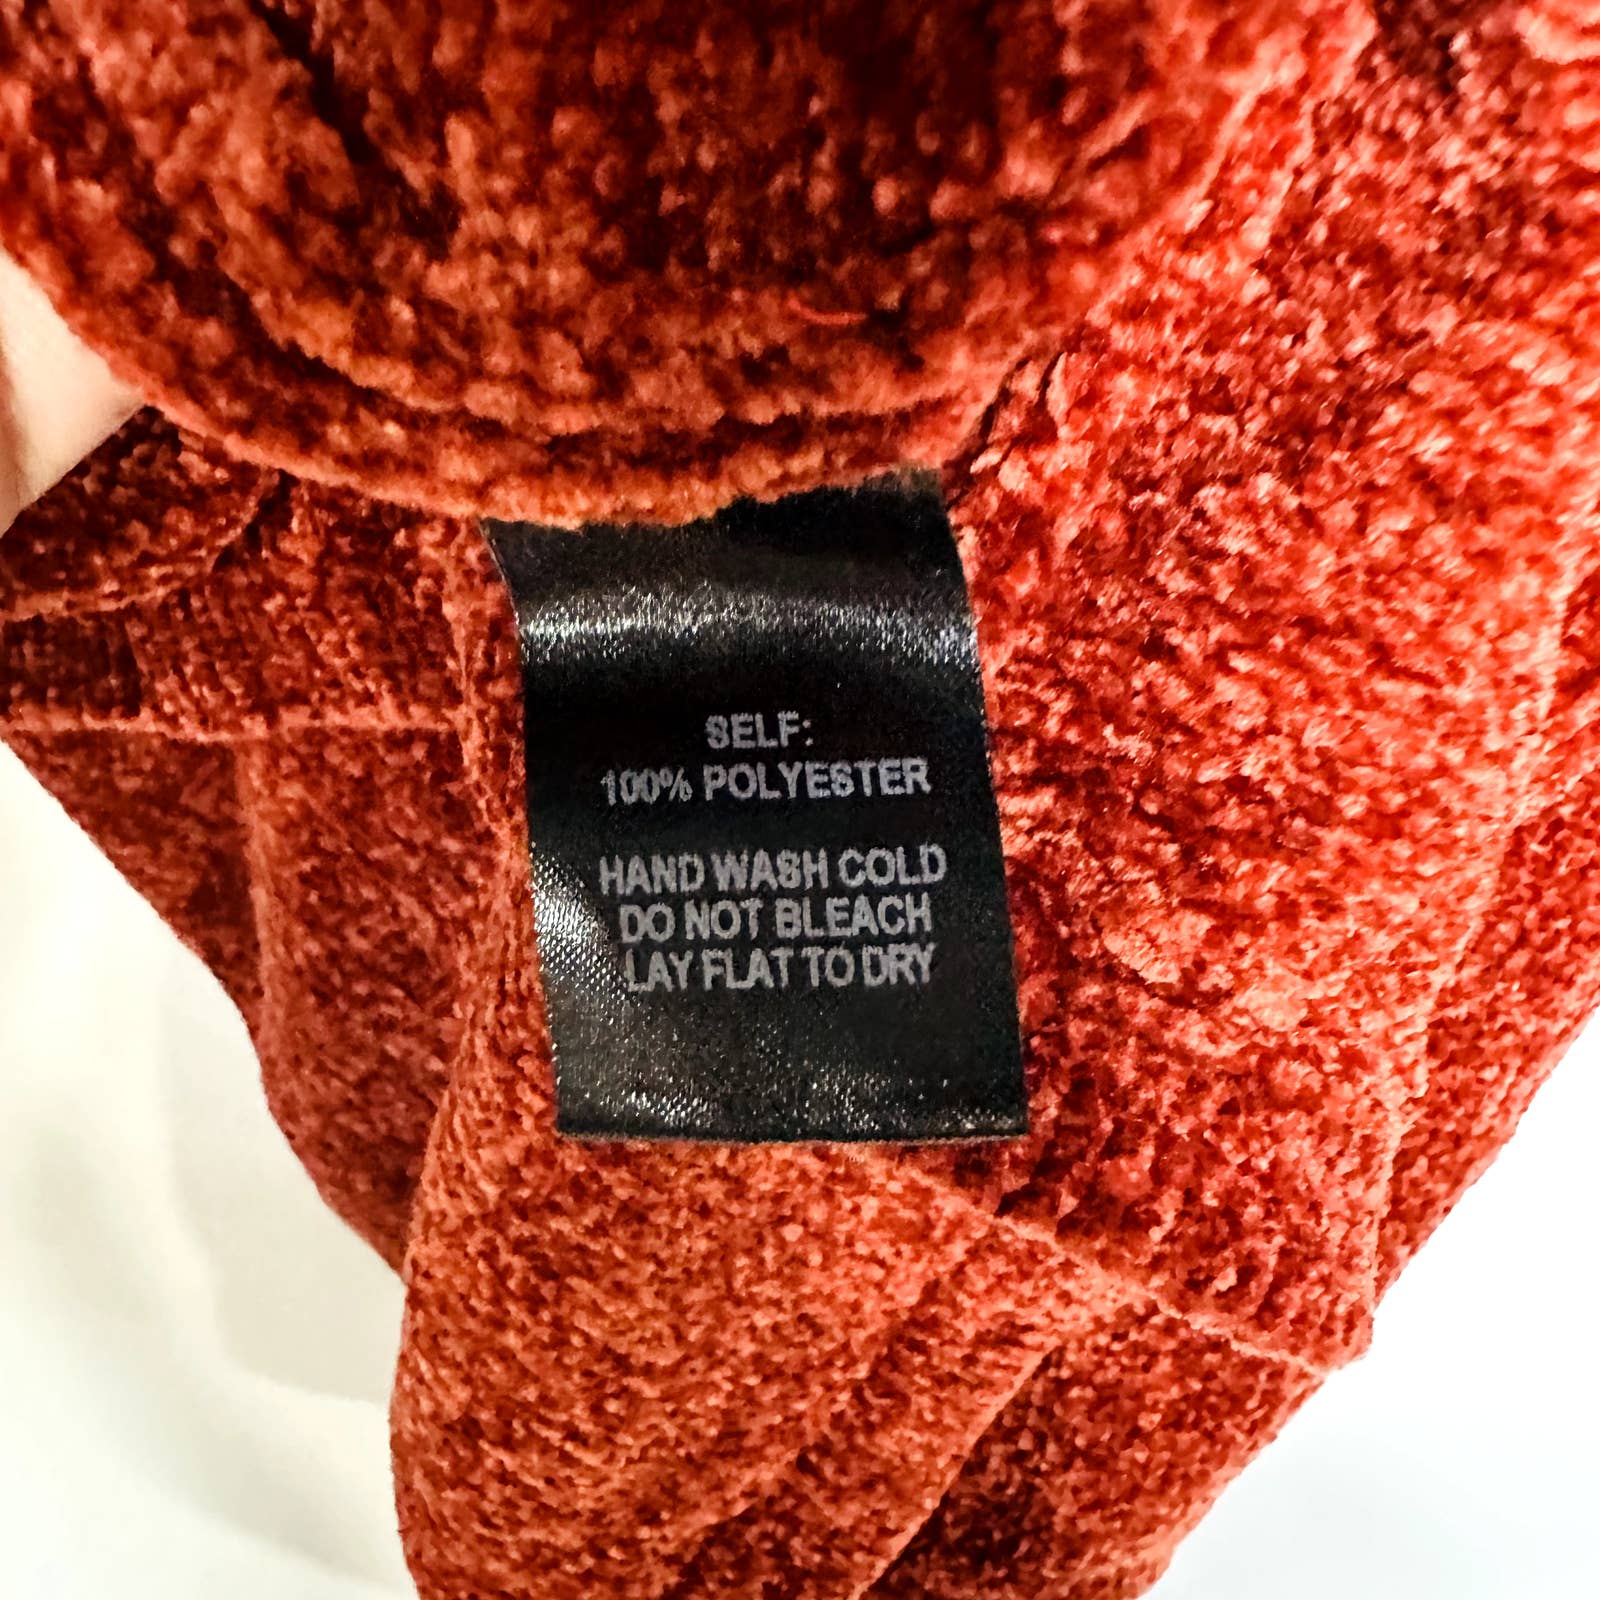 SELF:
100% POLYESTER
HAND WASH COLD
DO NOT BLEACH
LAY FLAT TO DRY